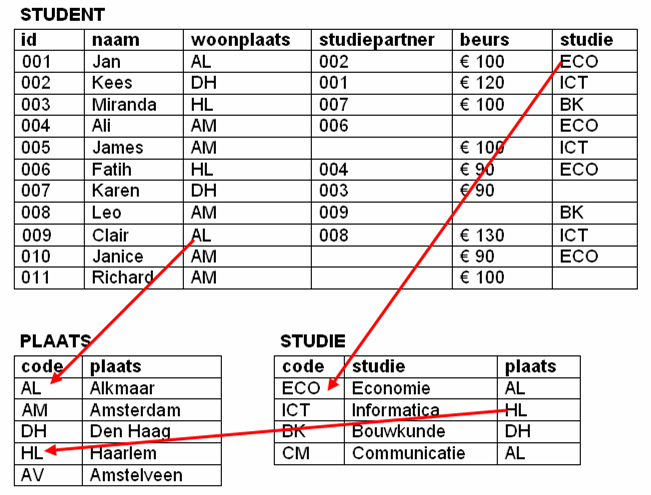 STUDENT
id naam woonplaats studiepartner beurs studie
001 Jan AL 002 € 100 ECO
002 Kees DH 001 € 120 ICT
003 Miranda HL 007 € 100 BK
004 Ali AM 006 ECO
005 James AM € 100 ICT
006 Fatih HL 004 € 90 ECO
007 Karen DH 003 € 90
008 Leo AM 009 BK
009 Clair AL 008 € 130 ICT
010 Janice AM € 90 ECO
011 Richard AM € 100
PLAATS
code plaats
AL Alkmaar
AM Amsterdam
DH Den Haag
HL Haarlem
AV Amstelveen
STUDIE
code studie plaats
ECO Economie AL
ICT Informatica HL
BK Bouwkunde DH
CM Communicatie AL